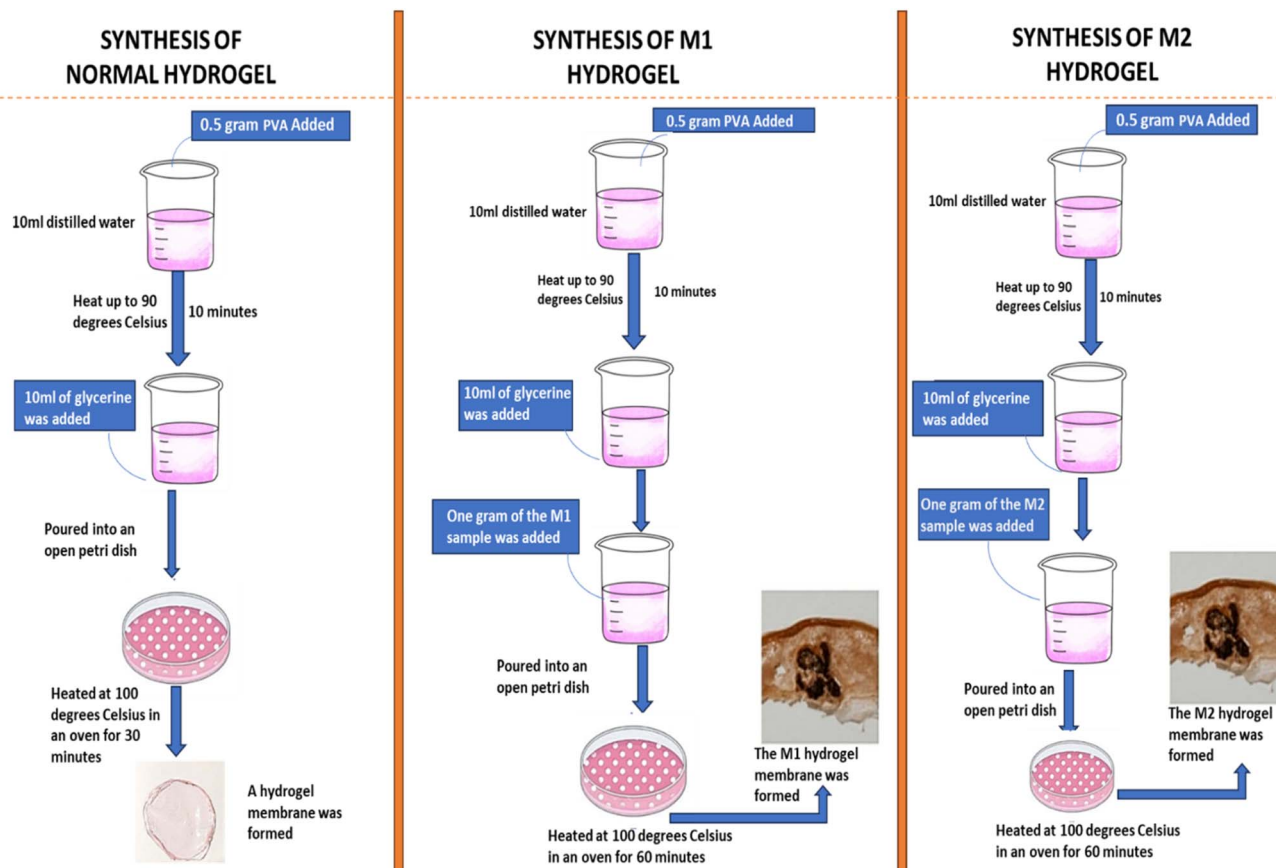 SYNTHESIS OF
NORMAL HYDROGEL
0.5 gram PVA Added
10ml distilled water
Heat up to 90
degrees Celsius
10 minutes
10ml of glycerine
was added
Poured into an
open petri dish
Heated at 100
degrees Celsius in
an oven for 30
minutes
A hydrogel
membrane was
formed
SYNTHESIS OF M1
HYDROGEL
0.5 gram PVA Added
10ml distilled water
Heat up to 90
degrees Celsius
10 minutes
10ml of glycerine
was added
One gram of the M1
sample was added
Poured into an
open petri dish
The M1 hydrogel
membrane was
formed
Heated at 100 degrees Celsius
in an oven for 60 minutes
SYNTHESIS OF M2
HYDROGEL
0.5 gram PVA Added
10ml distilled water
Heat up to 90
degrees Celsius
10 minutes
10ml of glycerine
was added
One gram of the M2
sample was added
Poured into an
open petri dish
The M2 hydrogel
membrane was
formed
Heated at 100 degrees Celsius
in an oven for 60 minutes